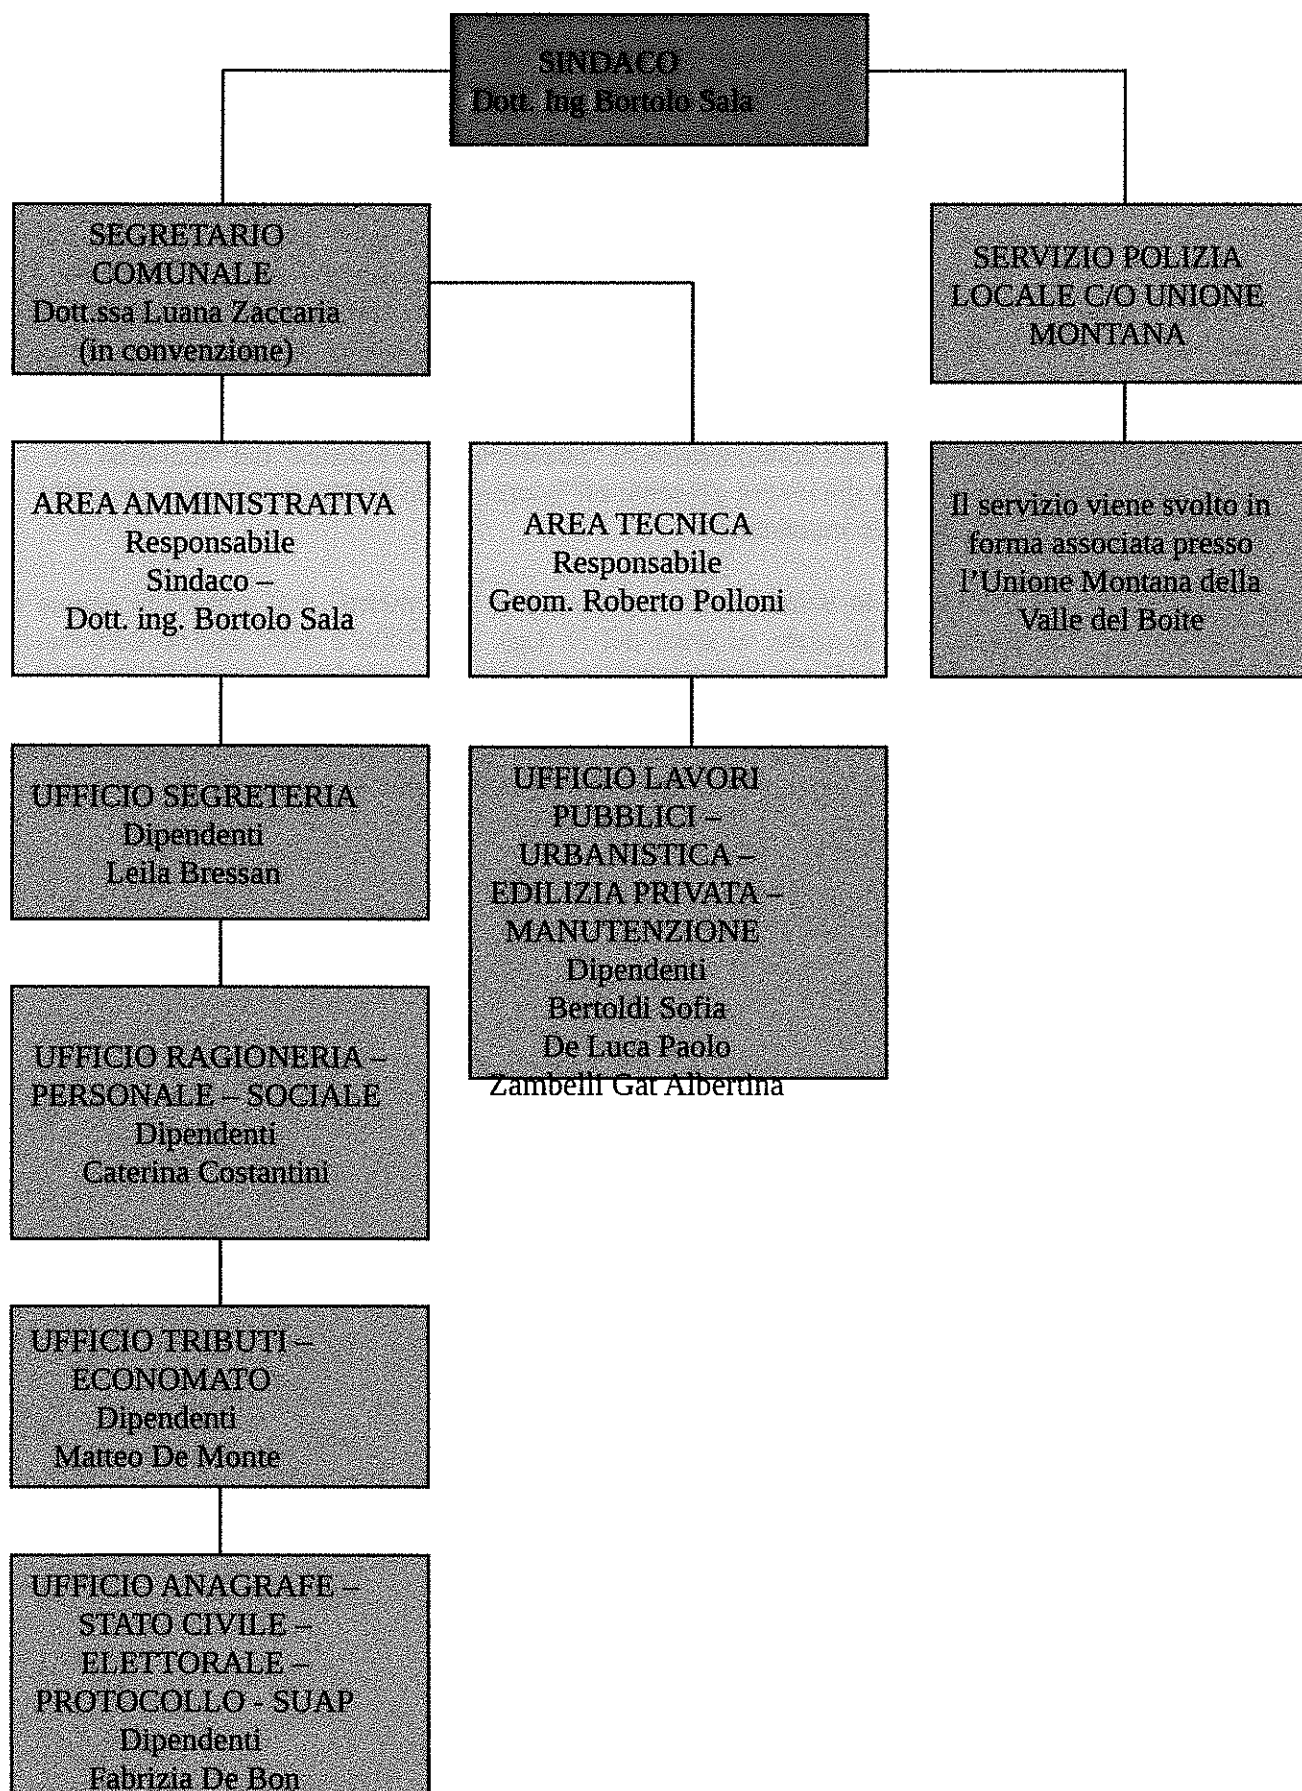 SINDACO
Dott. Ing Bortolo Sala
SEGRETARIO
COMUNALE
Dott.ssa Luana Zaccaria
(in convenzione)
SERVIZIO POLIZIA
LOCALE C/O UNIONE
MONTANA
AREA AMMINISTRATIVA
Responsabile
Sindaco –
Dott. ing. Bortolo Sala
AREA TECNICA
Responsabile
Geom. Roberto Polloni
Il servizio viene svolto in
forma associata presso
l’Unione Montana della
Valle del Boite
UFFICIO SEGRETERIA
Dipendenti
Leila Bressan
UFFICIO LAVORI
PUBBLICI –
URBANISTICA –
EDILIZIA PRIVATA –
MANUTENZIONE
Dipendenti
Bertoldi Sofia
De Luca Paolo
Zambelli Gat Albertina
UFFICIO RAGIONERIA –
PERSONALE – SOCIALE
Dipendenti
Caterina Costantini
UFFICIO TRIBUTI –
ECONOMATO
Dipendenti
Matteo De Monte
UFFICIO ANAGRAFE –
STATO CIVILE –
ELETTORALE –
PROTOCOLLO - SUAP
Dipendenti
Fabrizia De Bon